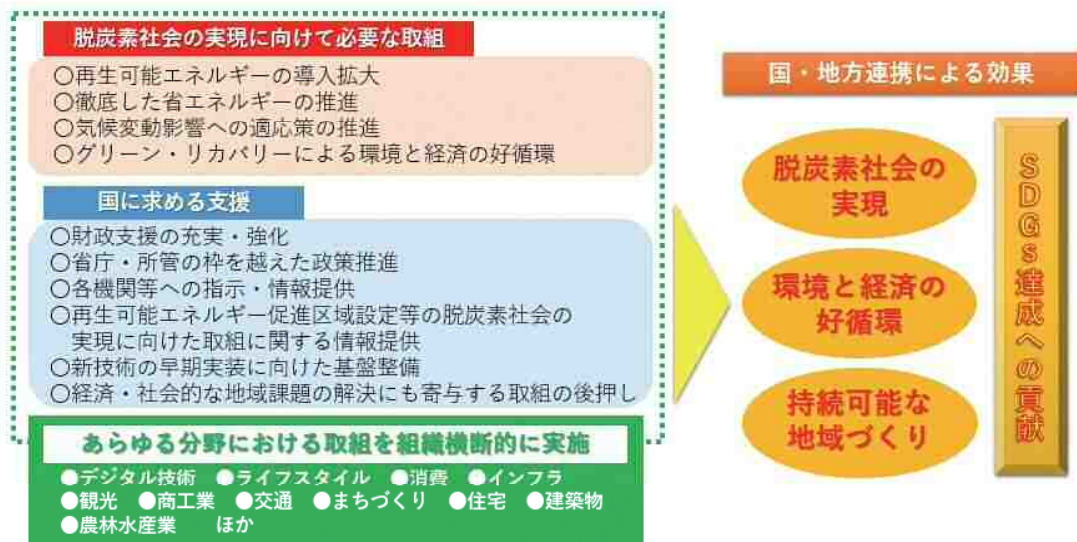 脱炭素社会の実現に向けて必要な取組
○再生可能エネルギーの導入拡大
○徹底した省エネルギーの推進
○気候変動影響への適応策の推進
○グリーン・リカバリーによる環境と経済の好循環
国に求める支援
○財政支援の充実・強化
○省庁・所管の枠を越えた政策推進
○各機関等への指示・情報提供
○再生可能エネルギー促進区域設定等の脱炭素社会の
実現に向けた取組に関する情報提供
○新技術の早期実装に向けた基盤整備
○経済・社会的な地域課題の解決にも寄与する取組の後押し
あらゆる分野における取組を組織横断的に実施
●デジタル技術 ●ライフスタイル ●消費 ●インフラ
●観光 ●商工業 ●交通 ●まちづくり ●住宅 ●建築物
●農林水産業 ほか
国・地方連携による効果
脱炭素社会の
実現
環境と経済の
好循環
持続可能な
地域づくり
SDGs達成への貢献